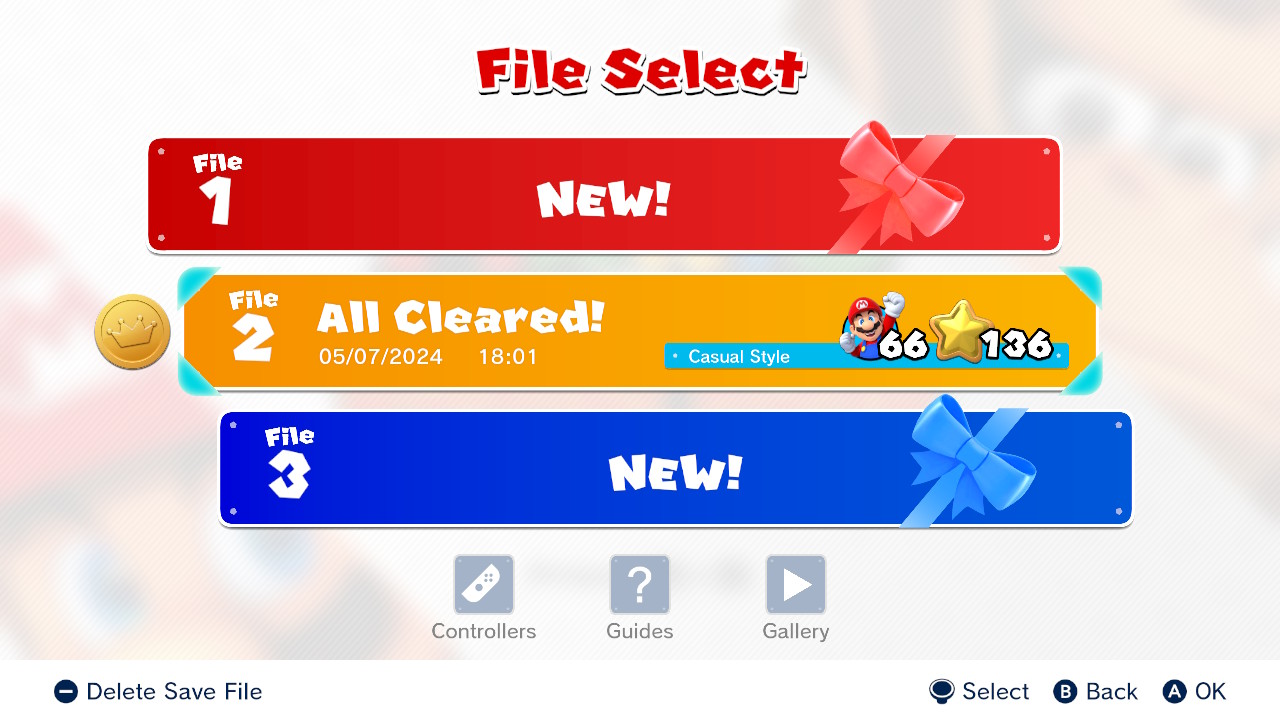 File Select
File
1
NEW!
File
2
All Cleared!
05/07/2024 18:01
Casual Style
66
136
File
3
NEW!
Controllers
Guides
Gallery
Delete Save File
Select
B Back
A OK